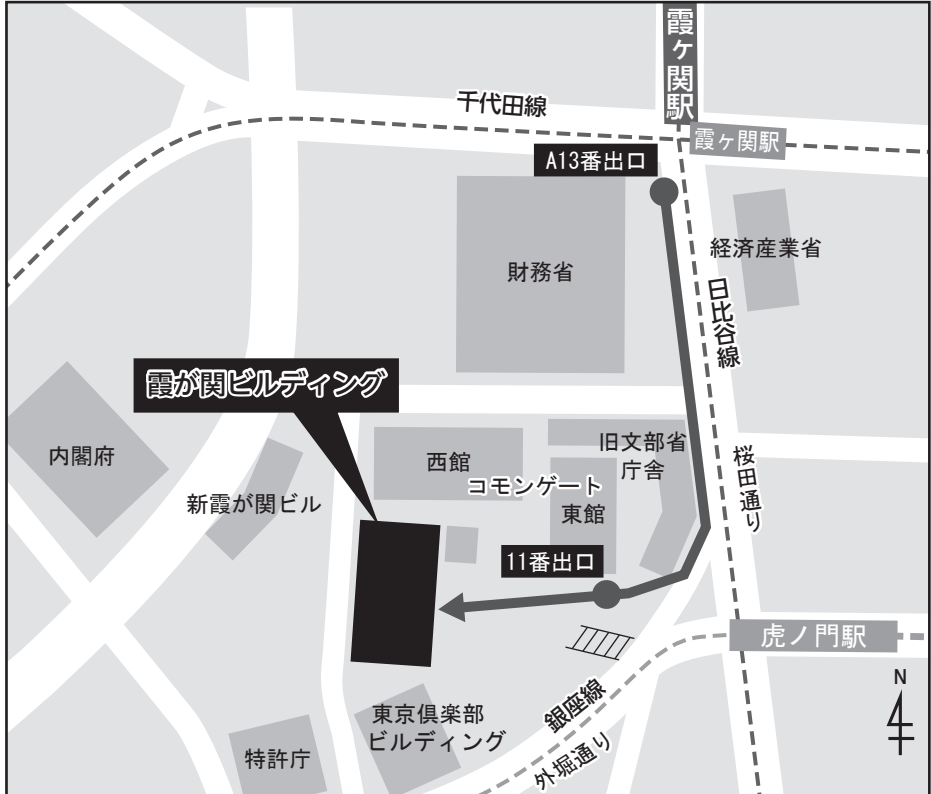 霞ヶ関駅
千代田線
霞ヶ関駅
A13番出口
経済産業省
財務省
日比谷線
霞が関ビルディング
内閣府
新霞が関ビル
西館
コモンゲート
東館
旧文部省
庁舎
桜田通り
11番出口
虎ノ門駅
N
銀座線
外堀通り
東京倶楽部
ビルディング
特許庁